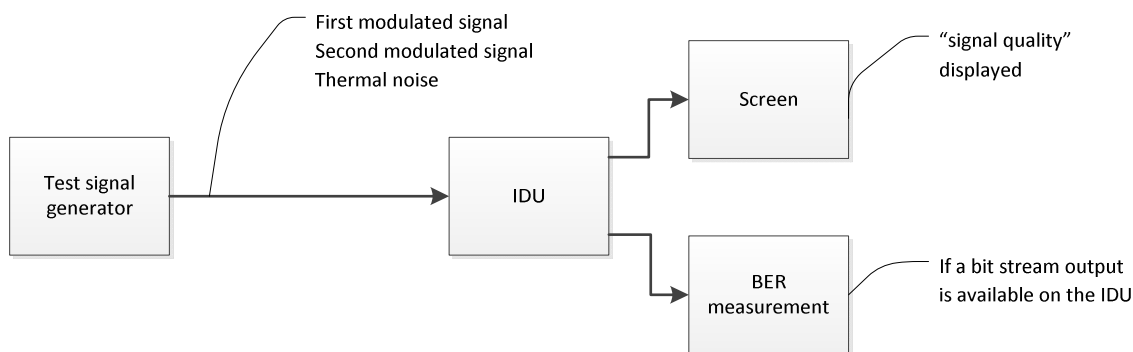 First modulated signal
Second modulated signal
Thermal noise
“signal quality”
displayed
Screen
Test signal
generator
IDU
BER
measurement
If a bit stream output
is available on the IDU